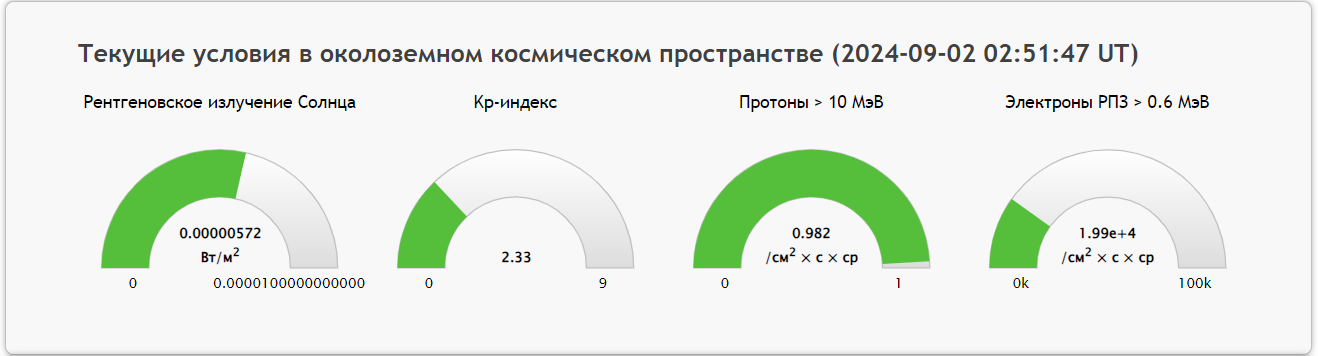 Текущие условия в околоземном космическом пространстве (2024-09-02 02:51:47 UT)
Рентгеновское излучение Солнца
0.00000572
Вт/м²
0 0.0000100000000000
Kp-индекс
2.33
0 9
Протоны > 10 МэВ
0.982
/см² × с × ср
0 1
Электроны РПЗ > 0.6 МэВ
1.99e+4
/см² × с × ср
0k 100k